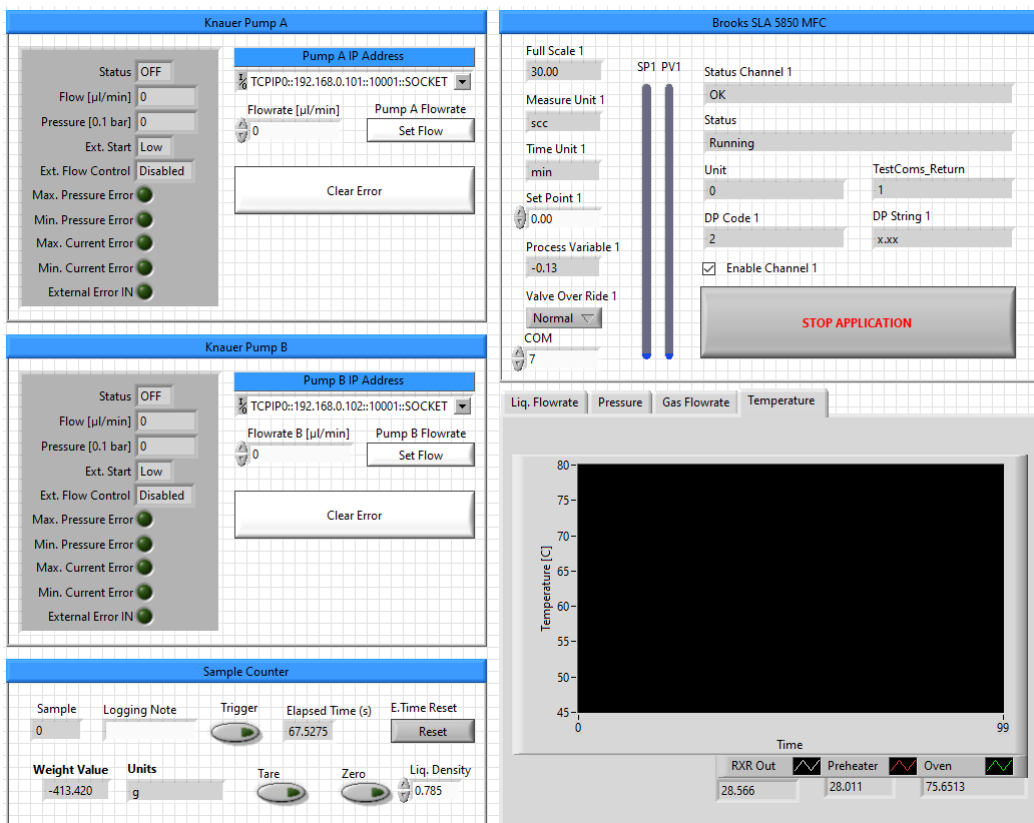 Knauer Pump A
Pump A IP Address
Status OFF
TCPIP0::192.168.0.101::10001::SOCKET
Flow [µl/min] 0
Flowrate [µl/min] Pump A Flowrate
Pressure [0.1 bar] 0
0 Set Flow
Ext. Start Low
Ext. Flow Control Disabled
Clear Error
Max. Pressure Error
Min. Pressure Error
Max. Current Error
Min. Current Error
External Error IN
Knauer Pump B
Pump B IP Address
Status OFF
TCPIP0::192.168.0.102::10001::SOCKET
Flow [µl/min] 0
Flowrate B [µl/min] Pump B Flowrate
Pressure [0.1 bar] 0
0 Set Flow
Ext. Start Low
Ext. Flow Control Disabled
Clear Error
Max. Pressure Error
Min. Pressure Error
Max. Current Error
Min. Current Error
External Error IN
Sample Counter
Sample Logging Note Trigger Elapsed Time (s) E.Time Reset
0 67.5275 Reset
Weight Value Units Tare Zero Liq. Density
-413.420 g 0.785
Brooks SLA 5850 MFC
Full Scale 1
30.00
Measure Unit 1
scc
Time Unit 1
min
Set Point 1
0.00
Process Variable 1
-0.13
Valve Over Ride 1
Normal
COM
7
SP1 PV1
Status Channel 1
OK
Status
Running
Unit TestComs_Return
0 1
DP Code 1 DP String 1
2 x.xx
Enable Channel 1
STOP APPLICATION
Liq. Flowrate Pressure Gas Flowrate Temperature
80
75
70
65
60
55
50
45
Temperature [C]
0 99
Time
RXR Out Preheater Oven
28.566 28.011 75.6513